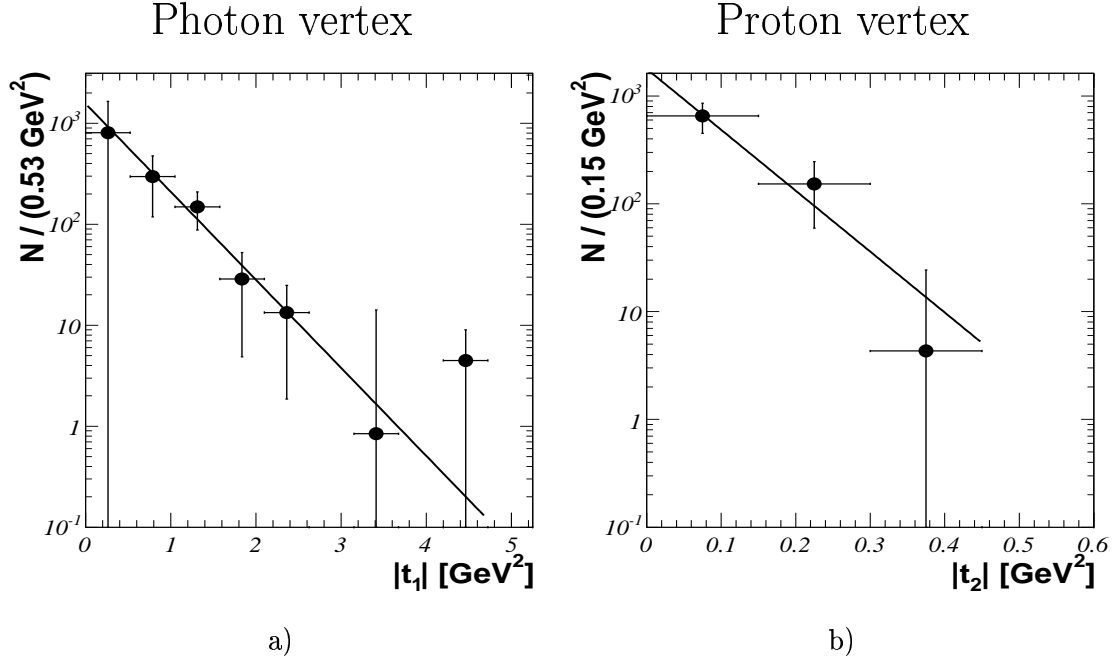 Photon vertex
Proton vertex
N / (0.53 GeV²)
10³
10²
10
1
10⁻¹
0 1 2 3 4 5
|t₁| [GeV²]
N / (0.15 GeV²)
10³
10²
10
1
10⁻¹
0 0.1 0.2 0.3 0.4 0.5 0.6
|t₂| [GeV²]
a)
b)